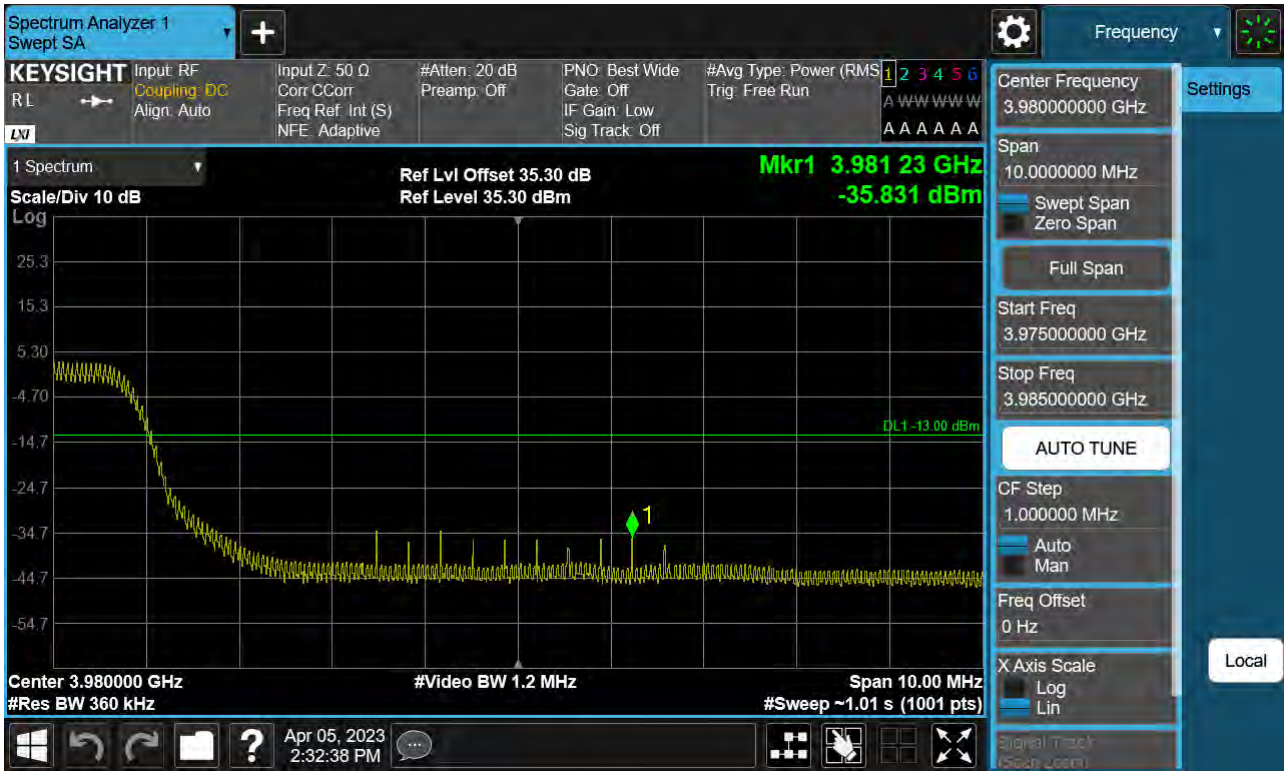 Spectrum Analyzer 1
Swept SA
+
Frequency
KEYSIGHT
RL
LXI
Input: RF
Coupling: DC
Align: Auto
Input Z: 50 Ω
Corr CCorr
Freq Ref: Int (S)
NFE: Adaptive
#Atten: 20 dB
Preamp: Off
PNO: Best Wide
Gate: Off
IF Gain: Low
Sig Track: Off
#Avg Type: Power (RMS
Trig: Free Run
1 2 3 4 5 6
A W W W W W
A A A A A A
1 Spectrum
Scale/Div 10 dB
Log
Ref Lvl Offset 35.30 dB
Ref Level 35.30 dBm
Mkr1 3.981 23 GHz
-35.831 dBm
25.3
15.3
5.30
-4.70
-14.7
-24.7
-34.7
-44.7
-54.7
DL1 -13.00 dBm
1
Center 3.980000 GHz
#Res BW 360 kHz
#Video BW 1.2 MHz
Span 10.00 MHz
#Sweep ~1.01 s (1001 pts)
Center Frequency
3.980000000 GHz
Span
10.0000000 MHz
Swept Span
Zero Span
Full Span
Start Freq
3.975000000 GHz
Stop Freq
3.985000000 GHz
AUTO TUNE
CF Step
1.000000 MHz
Auto
Man
Freq Offset
0 Hz
X Axis Scale
Log
Lin
Signal Track
(Span Zoom)
Settings
Local
?
Apr 05, 2023
2:32:38 PM